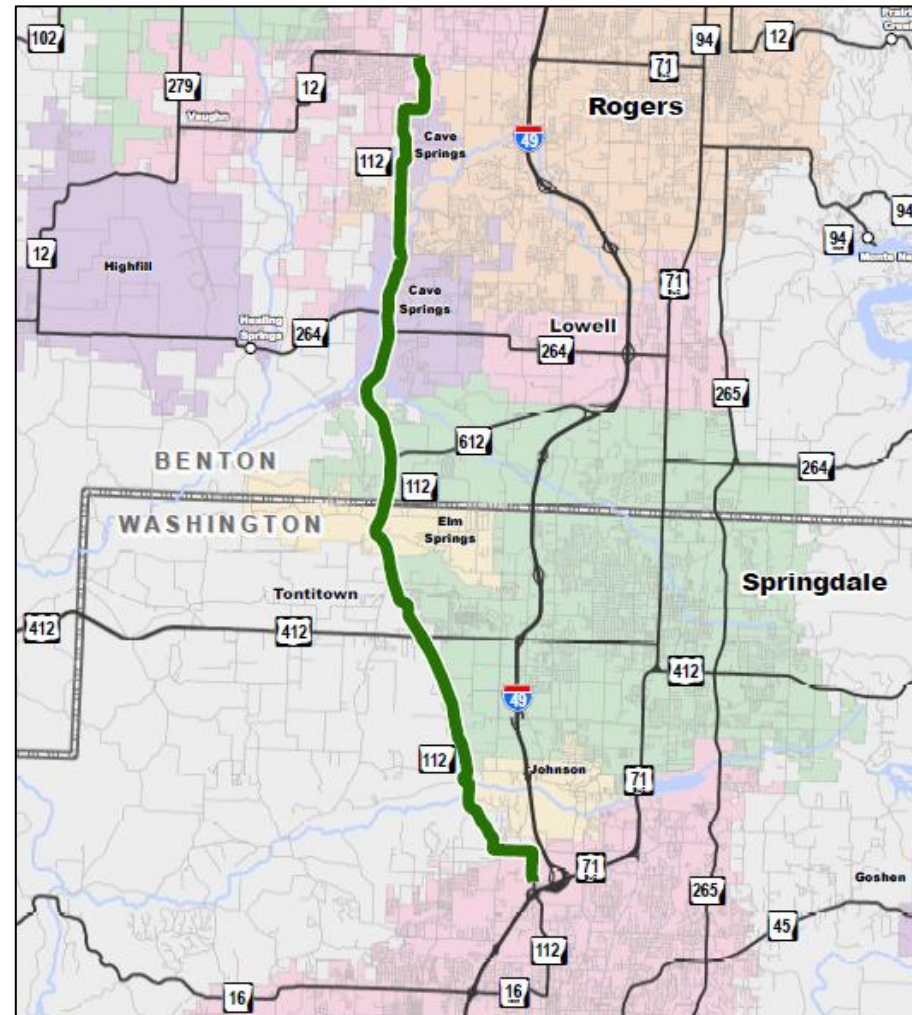 102
94
12
71
279
12
Rogers
Vaughn
49
Cave
Springs
112
94
12
94
Highfill
71
Cave
Springs
Healing
Springs
264
Lowell
264
265
612
BENTON
264
112
WASHINGTON
Elm
Springs
Springdale
Tontitown
412
412
412
49
112
Johnson
71
71
265
Goshen
45
112
16
16